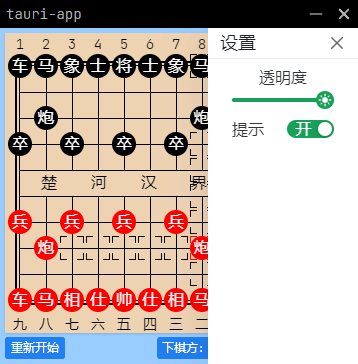 tauri-app
设置
1 2 3 4 5 6 7 8
车 马 象 士 将 士 象 马
透明度
炮 炮
提示 开
卒 卒 卒 卒
楚 河 汉 界
兵 兵 兵 兵
炮 炮
车 马 相 仕 帅 仕 相 马
九 八 七 六 五 四 三 二
重新开始 下棋方: